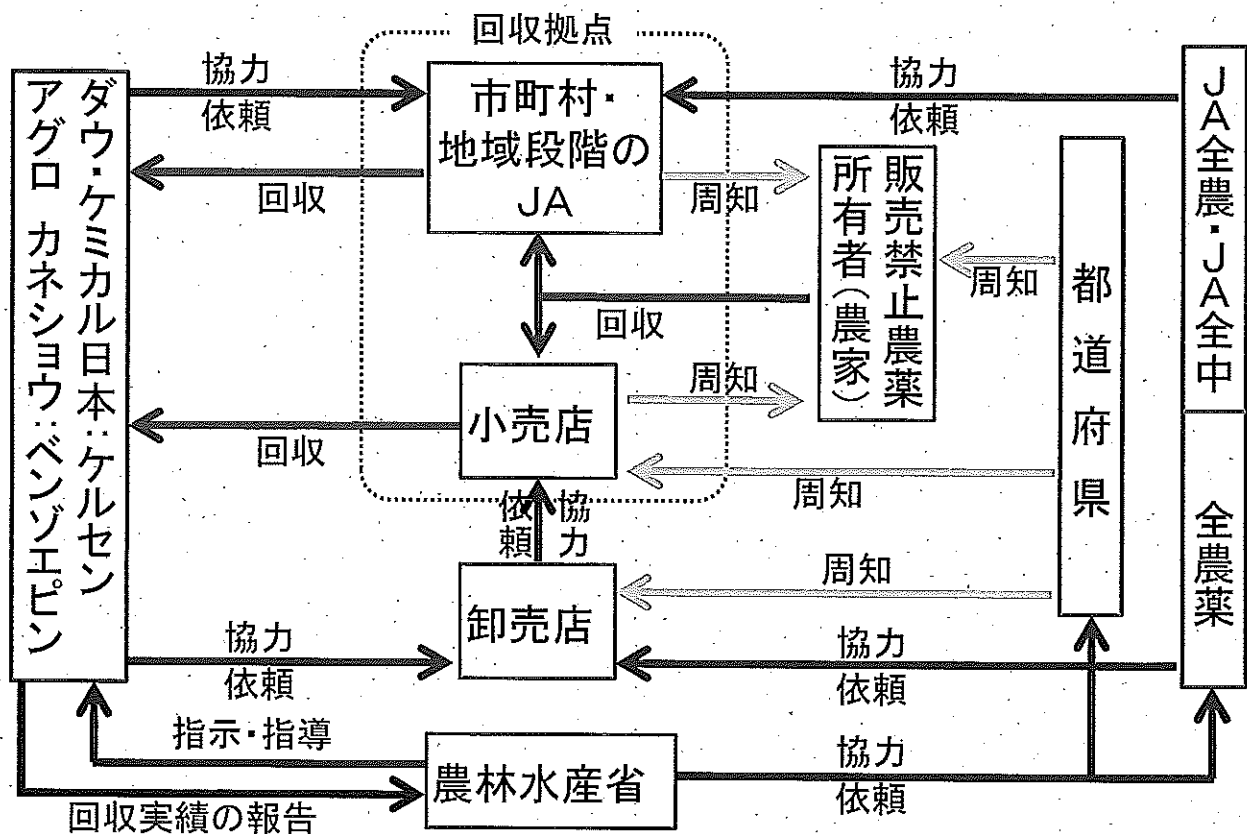 回収拠点
協力
依頼
市町村・
地域段階の
JA
協力
依頼
JA全農・JA全中
全農薬
ダウ・ケミカル日本:ケルセン
アグロ カネショウ:ベンゾエピン
回収
周知
販売禁止農薬
所有者(農家)
周知
都道府県
回収
周知
小売店
回収
周知
協力
依頼
周知
卸売店
協力
依頼
協力
依頼
指示・指導
農林水産省
協力
依頼
回収実績の報告